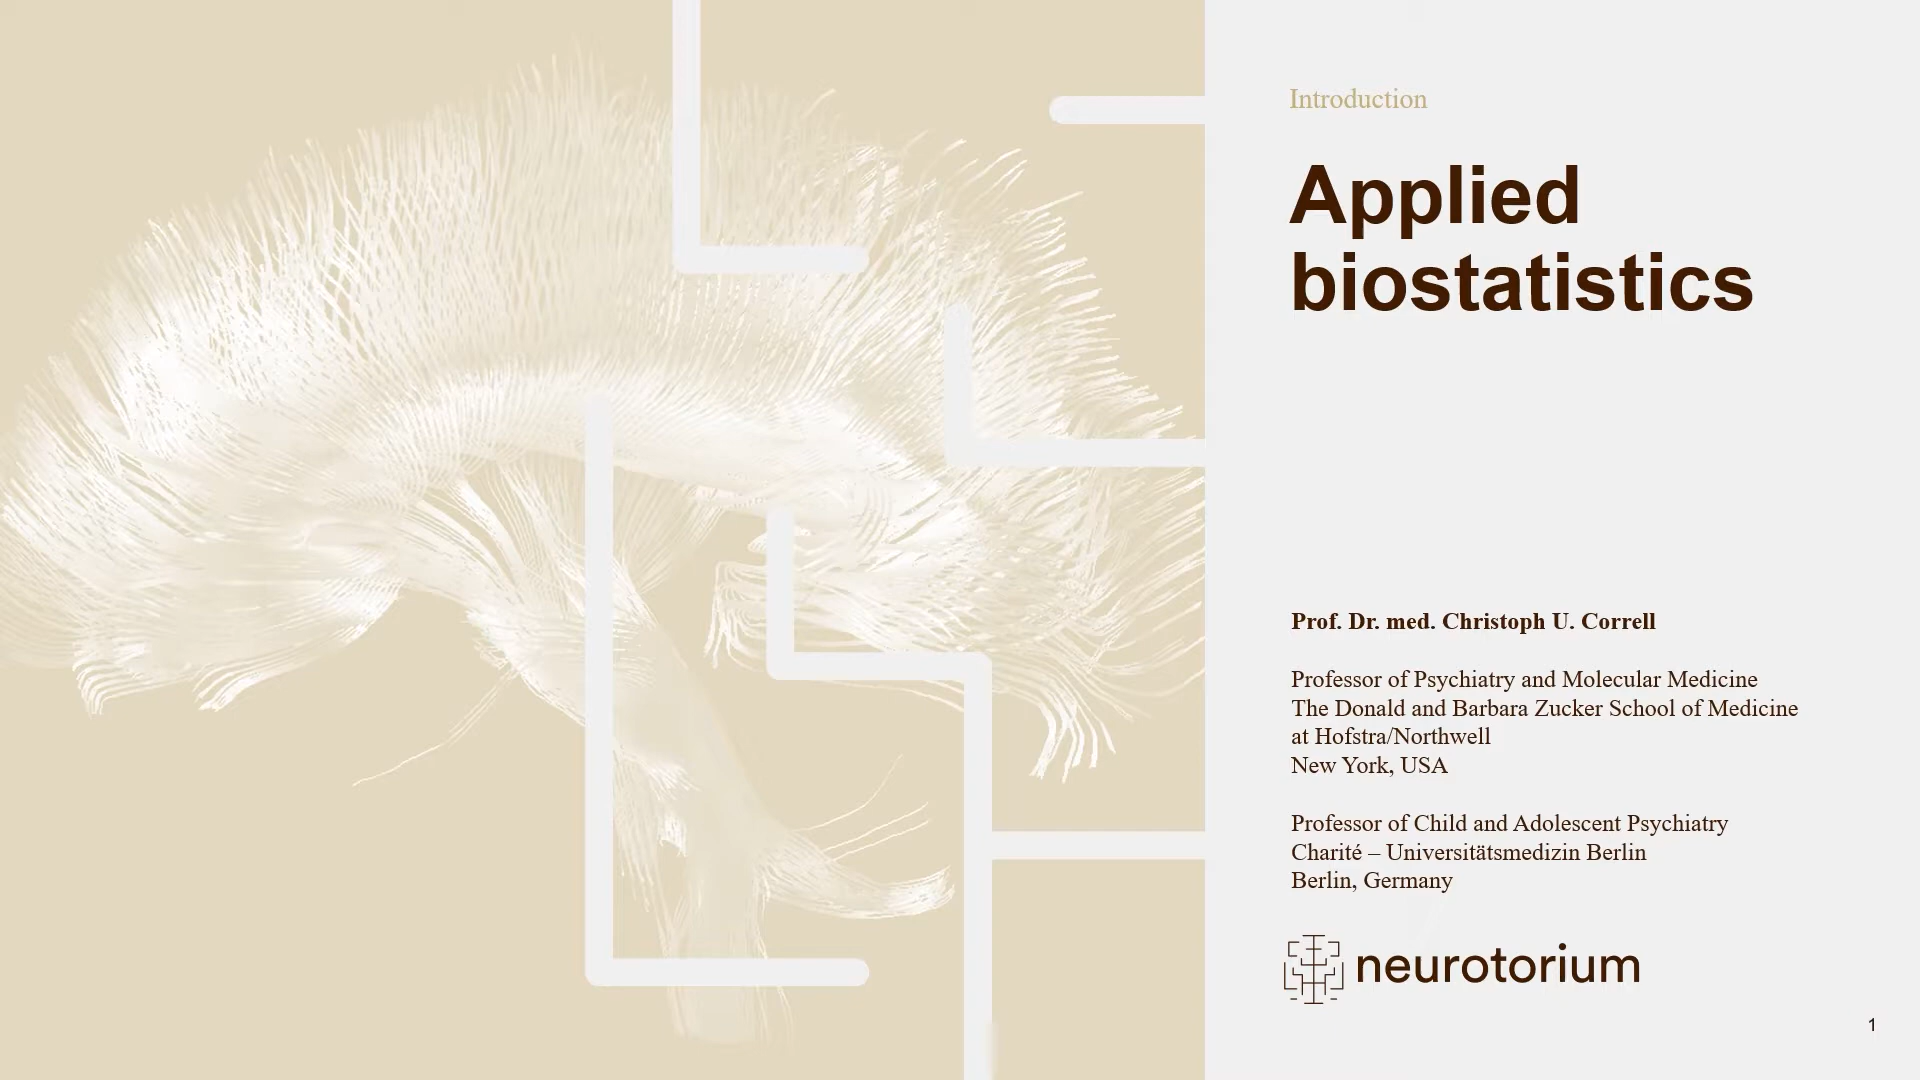 Introduction
Applied
biostatistics
Prof. Dr. med. Christoph U. Correll
Professor of Psychiatry and Molecular Medicine
The Donald and Barbara Zucker School of Medicine
at Hofstra/Northwell
New York, USA
Professor of Child and Adolescent Psychiatry
Charité – Universitätsmedizin Berlin
Berlin, Germany
neurotorium
1